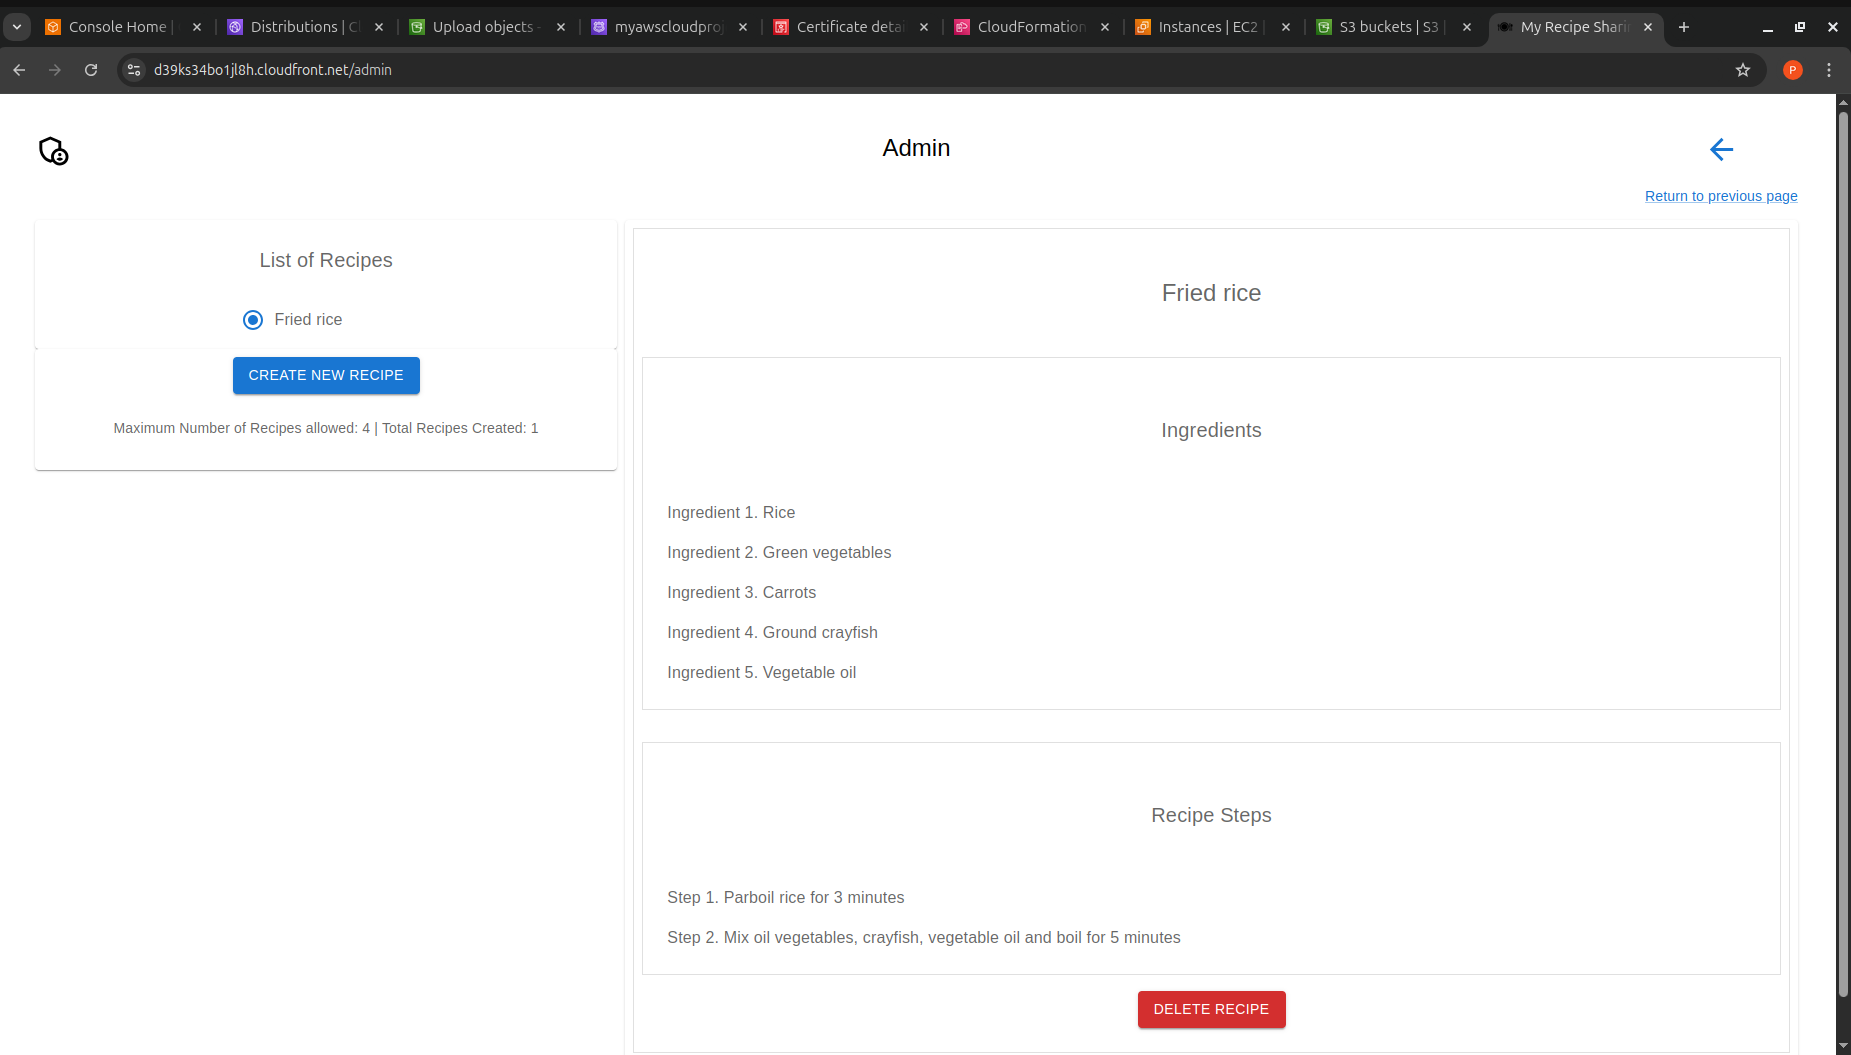 Console Home |
Distributions | Cl
Upload objects -
myawscloudproj
Certificate detai
CloudFormation
Instances | EC2 |
S3 buckets | S3 |
My Recipe Sharin
d39ks34bo1jl8h.cloudfront.net/admin
P
Admin
Return to previous page
List of Recipes
Fried rice
CREATE NEW RECIPE
Maximum Number of Recipes allowed: 4 | Total Recipes Created: 1
Fried rice
Ingredients
Ingredient 1. Rice
Ingredient 2. Green vegetables
Ingredient 3. Carrots
Ingredient 4. Ground crayfish
Ingredient 5. Vegetable oil
Recipe Steps
Step 1. Parboil rice for 3 minutes
Step 2. Mix oil vegetables, crayfish, vegetable oil and boil for 5 minutes
DELETE RECIPE